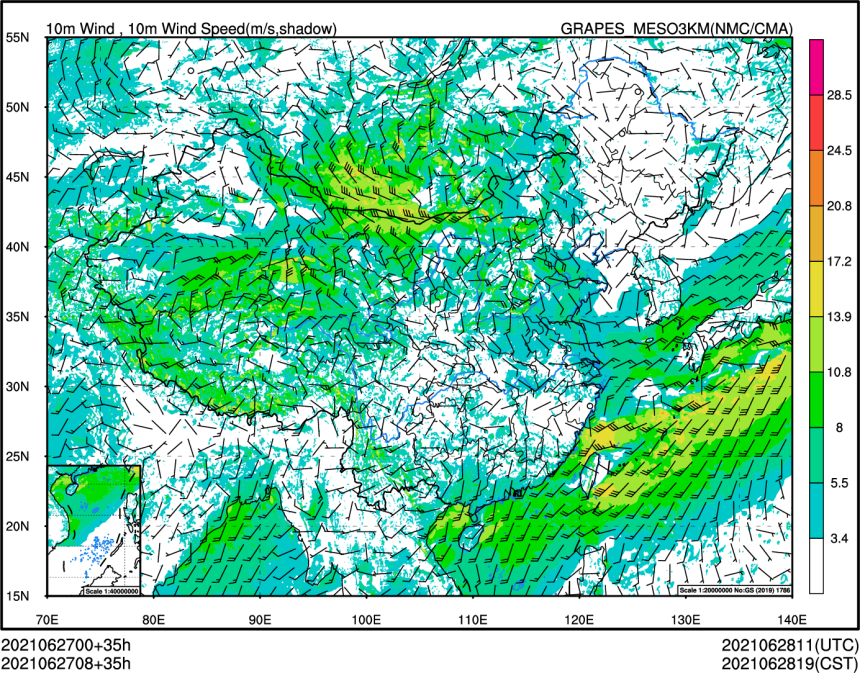 10m Wind , 10m Wind Speed(m/s,shadow) GRAPES_MESO3KM(NMC/CMA)
55N
50N
45N
40N
35N
30N
25N
20N
15N
28.5
24.5
20.8
17.2
13.9
10.8
8
5.5
3.4
Scale 1:40000000
Scale 1:20000000 No:GS (2019) 1786
70E 80E 90E 100E 110E 120E 130E 140E
2021062700+35h 2021062811(UTC)
2021062708+35h 2021062819(CST)